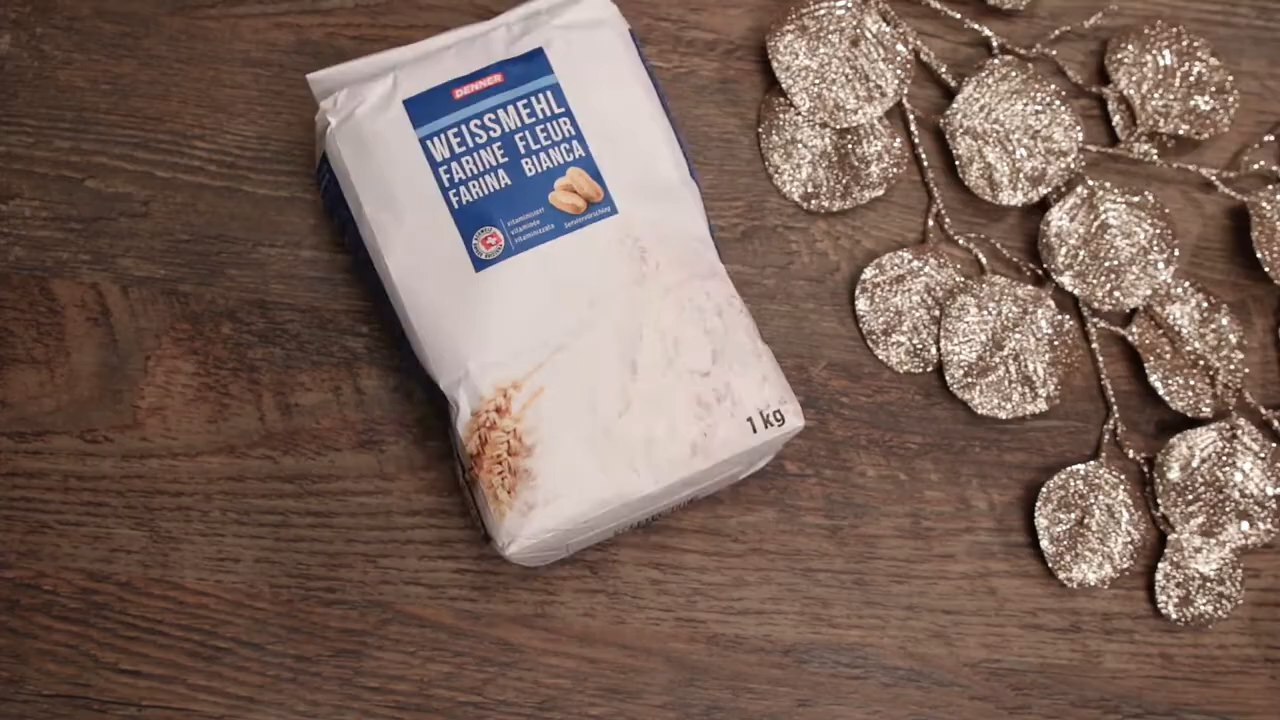 DENNER
WEISSMEHL
FARINE FLEUR
FARINA BIANCA
vitaminisiert
vitaminée
vitaminizzata
Serviervorschlag
1 kg